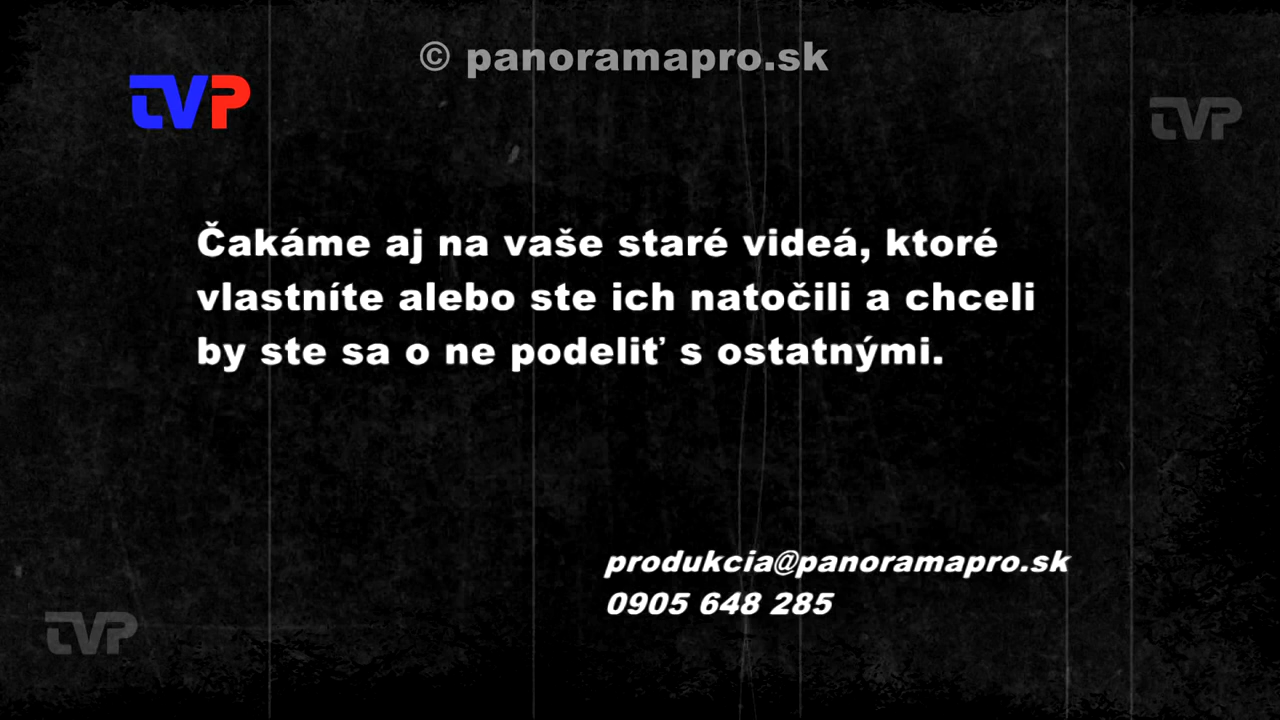 © panoramapro.sk
TVP
TVP
Čakáme aj na vaše staré videá, ktoré
vlastníte alebo ste ich natočili a chceli
by ste sa o ne podeliť s ostatnými.
produkcia@panoramapro.sk
0905 648 285
TVP